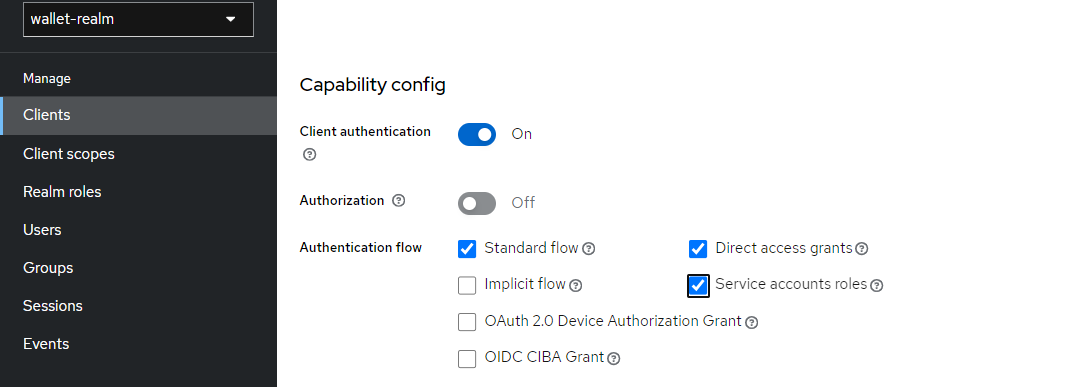 wallet-realm
Manage
Clients
Client scopes
Realm roles
Users
Groups
Sessions
Events
Capability config
Client authentication
On
Authorization
Off
Authentication flow
Standard flow
Direct access grants
Implicit flow
Service accounts roles
OAuth 2.0 Device Authorization Grant
OIDC CIBA Grant